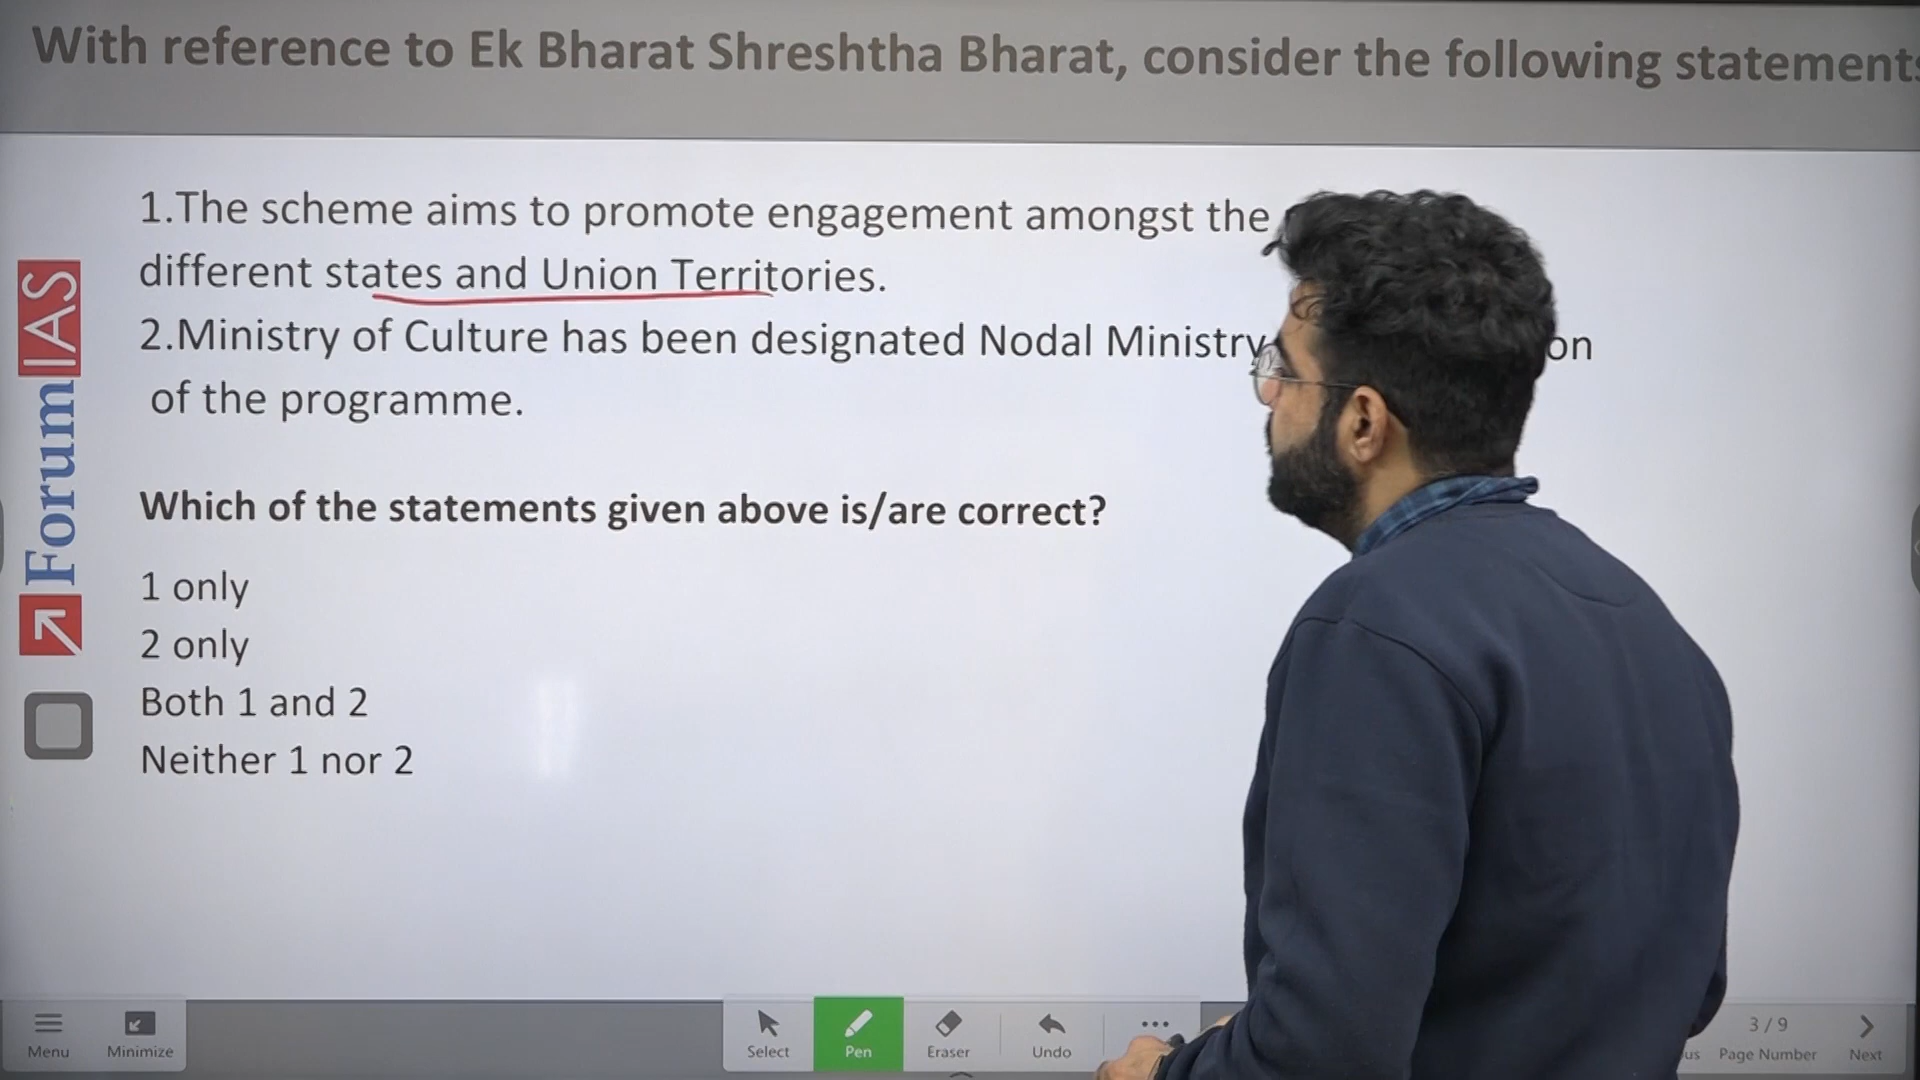 With reference to Ek Bharat Shreshtha Bharat, consider the following statements
1.The scheme aims to promote engagement amongst the
different states and Union Territories.
2.Ministry of Culture has been designated Nodal Ministry on
of the programme.
Which of the statements given above is/are correct?
1 only
2 only
Both 1 and 2
Neither 1 nor 2
ForumIAS
Menu
Minimize
Select
Pen
Eraser
Undo
3 / 9
Page Number
Next